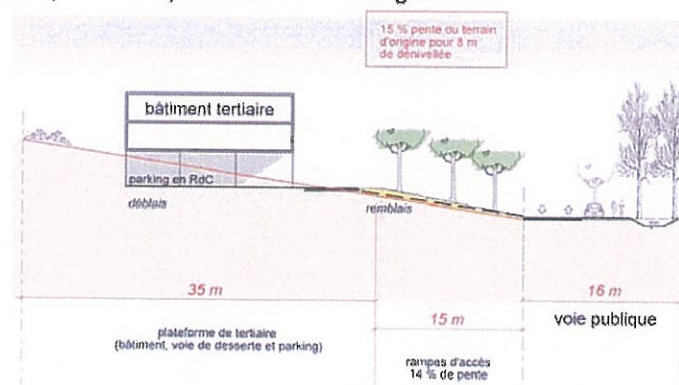 15 % pente du terrain
d'origine pour 8 m
de dénivellée
bâtiment tertiaire
parking en RdC
déblais
remblais
35 m
15 m
16 m
plateforme de tertiaire
(bâtiment, voie de desserte et parking)
voie publique
rampes d'accès
14 % de pente